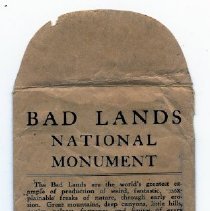 BAD LANDS
NATIONAL
MONUMENT
The Bad Lands are the world's greatest ex-
ample of production of weird, fantastic, unex-
plainable freaks of nature, through early ero-
sion. Great mountains, deep canyons, little hills,